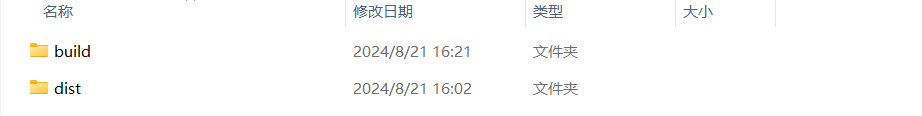 名称 修改日期 类型 大小
build 2024/8/21 16:21 文件夹
dist 2024/8/21 16:02 文件夹